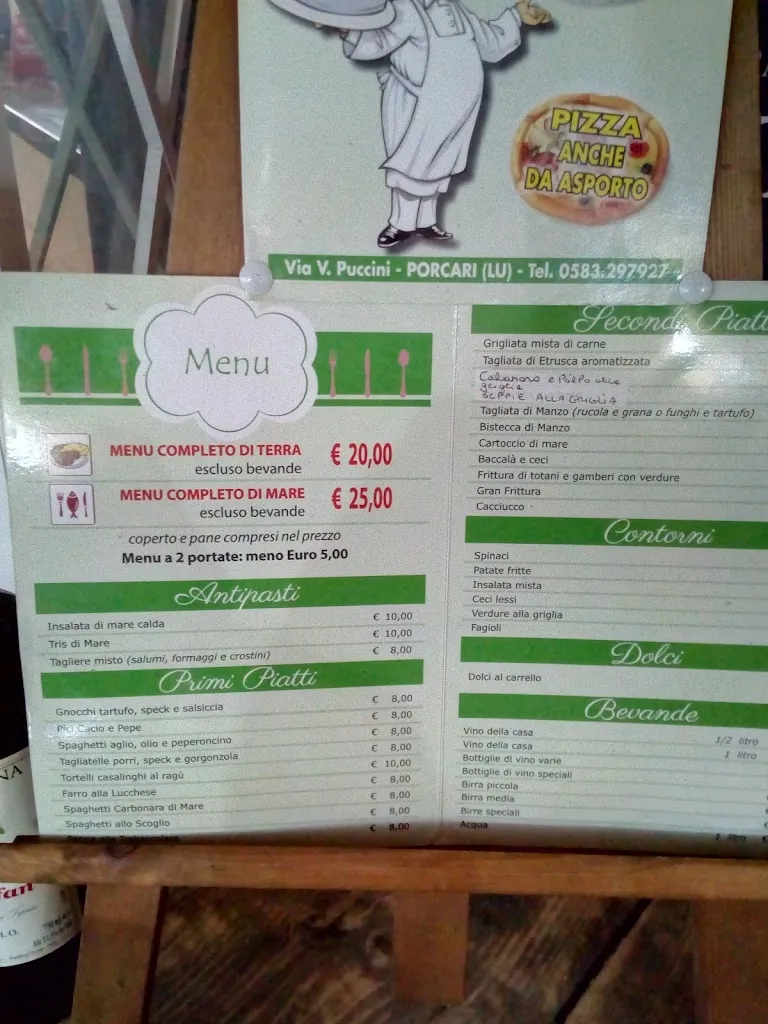 PIZZA
ANCHE
DA ASPORTO
Via V. Puccini - PORCARI (LU) - Tel. 0583.297927
Menu
MENU COMPLETO DI TERRA € 20,00
escluso bevande
MENU COMPLETO DI MARE € 25,00
escluso bevande
coperto e pane compresi nel prezzo
Menu a 2 portate: meno Euro 5,00
Antipasti
Insalata di mare calda € 10,00
Tris di Mare € 10,00
Tagliere misto (salumi, formaggi e crostini) € 8,00
Primi Piatti
Gnocchi tartufo, speck e salsiccia € 8,00
Pici Cacio e Pepe € 8,00
Spaghetti aglio, olio e peperoncino € 8,00
Tagliatelle porri, speck e gorgonzola € 8,00
Tortelli casalinghi al ragù € 10,00
Farro alla Lucchese € 8,00
Spaghetti Carbonara di Mare € 8,00
Spaghetti allo Scoglio € 8,00
€ 8,00
Secondi Piatti
Grigliata mista di carne
Tagliata di Etrusca aromatizzata
Calamaro e Polpo alla
griglia
SEPPIE ALLA GRIGLIA
Tagliata di Manzo (rucola e grana o funghi e tartufo)
Bistecca di Manzo
Cartoccio di mare
Baccalà e ceci
Frittura di totani e gamberi con verdure
Gran Frittura
Cacciucco
Contorni
Spinaci
Patate fritte
Insalata mista
Ceci lessi
Verdure alla griglia
Fagioli
Dolci
Dolci al carrello
Bevande
Vino della casa 1/2 litro
Vino della casa 1 litro
Bottiglie di vino varie
Bottiglie di vino speciali
Birra piccola
Birra media
Birre speciali
Acqua 1 litro €
NA